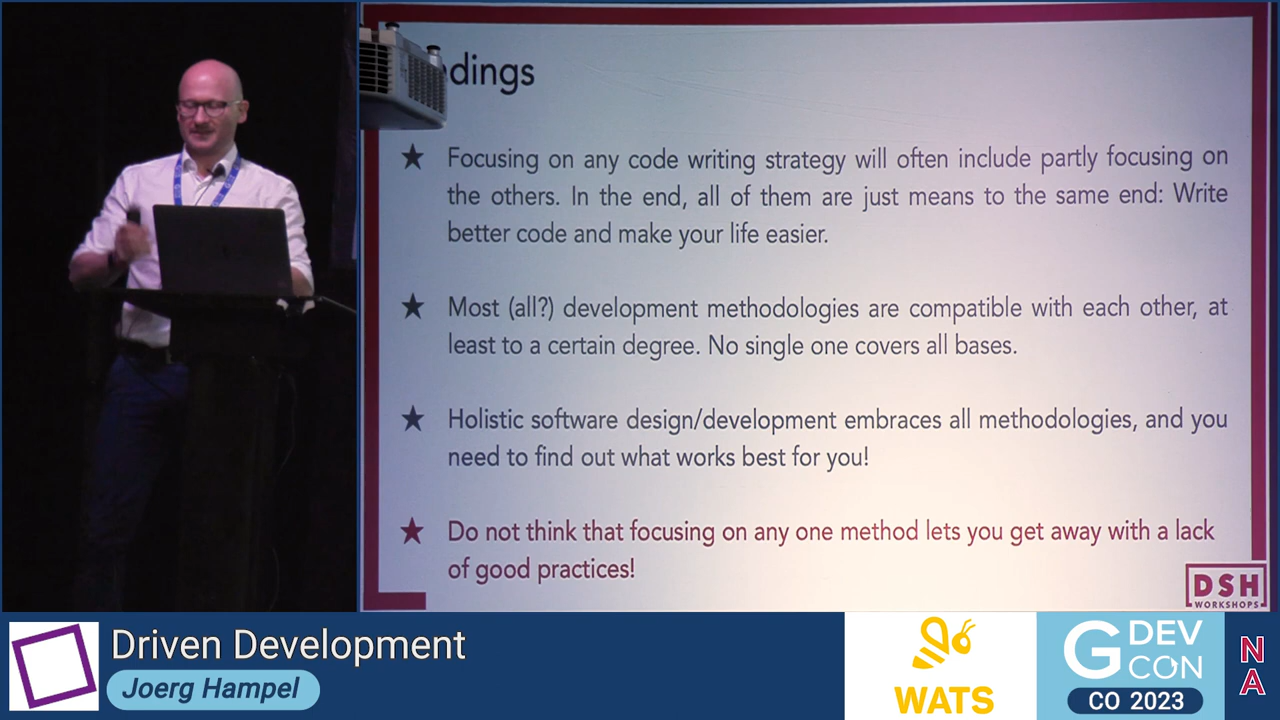 dings
★ Focusing on any code writing strategy will often include partly focusing on
the others. In the end, all of them are just means to the same end: Write
better code and make your life easier.
★ Most (all?) development methodologies are compatible with each other, at
least to a certain degree. No single one covers all bases.
★ Holistic software design/development embraces all methodologies, and you
need to find out what works best for you!
★ Do not think that focusing on any one method lets you get away with a lack
of good practices!
DSH
WORKSHOPS
Driven Development
Joerg Hampel
WATS
G DEV
CON
CO 2023
NA